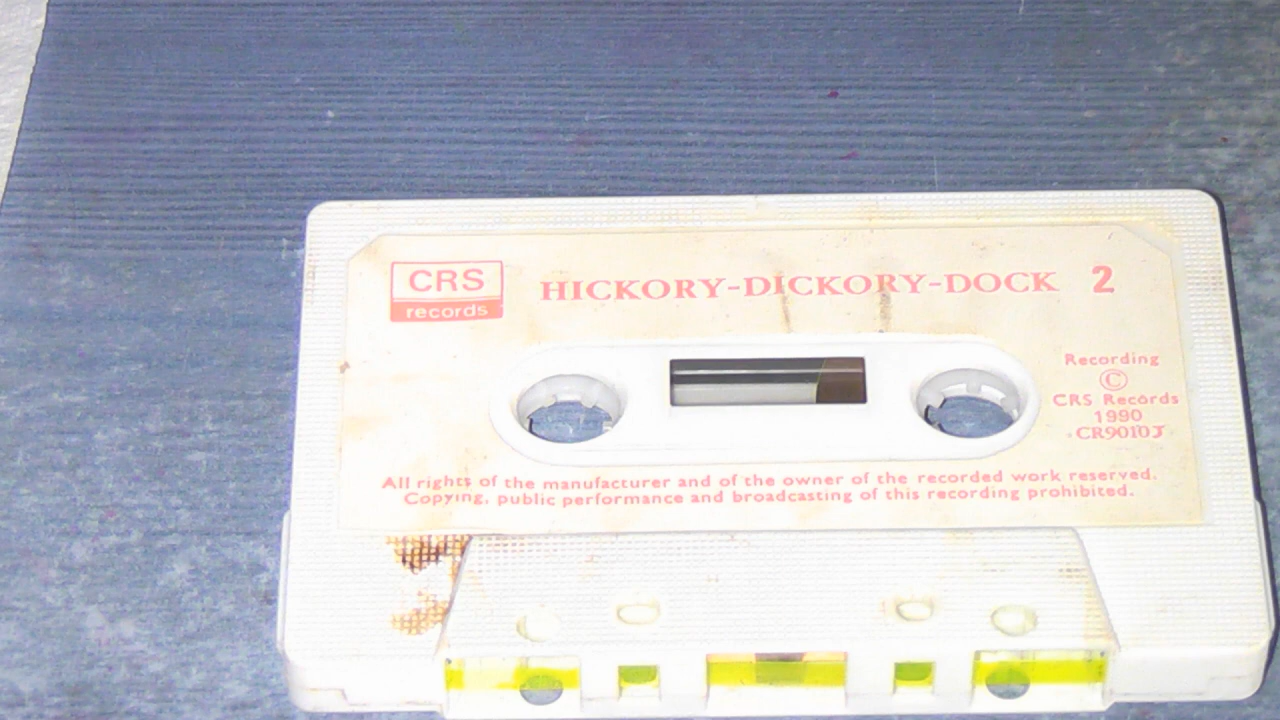 CRS
records
HICKORY-DICKORY-DOCK 2
Recording
©
CRS Records
1990
CR9010J
All rights of the manufacturer and of the owner of the recorded work reserved.
Copying, public performance and broadcasting of this recording prohibited.